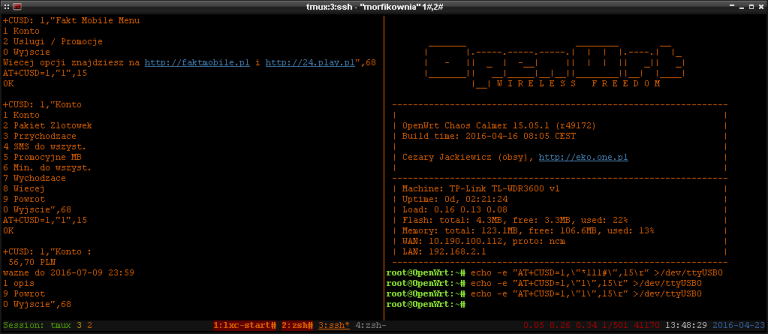 tmux:3:ssh - "morfikownia" 1#,2#
+CUSD: 1,"Fakt Mobile Menu
1 Konto
2 Uslugi / Promocje
0 Wyjscie
Wiecej opcji znajdziesz na http://faktmobile.pl i http://24.play.pl",68
AT+CUSD=1,"1",15
OK
+CUSD: 1,"Konto
1 Konto
2 Pakiet Zlotowek
3 Przychodzace
4 SMS do wszyst.
5 Promocyjne MB
6 Min. do wszyst.
7 Wychodzace
8 Wiecej
9 Powrot
0 Wyjscie",68
AT+CUSD=1,"1",15
OK
+CUSD: 1,"Konto :
56,70 PLN
wazne do 2016-07-09 23:59
1 opis
9 Powrot
0 Wyjscie",68
OpenWrt
W I R E L E S S   F R E E D O M
OpenWrt Chaos Calmer 15.05.1 (r49172)
Build time: 2016-04-16 08:05 CEST
Cezary Jackiewicz (obsy), http://eko.one.pl
Machine: TP-Link TL-WDR3600 v1
Uptime: 0d, 02:21:24
Load: 0.16 0.13 0.08
Flash: total: 4.3MB, free: 3.3MB, used: 22%
Memory: total: 123.1MB, free: 106.6MB, used: 13%
WAN: 10.190.100.112, proto: ncm
LAN: 192.168.2.1
root@OpenWrt:~# echo -e "AT+CUSD=1,\"*111#\",15\r" >/dev/ttyUSB0
root@OpenWrt:~# echo -e "AT+CUSD=1,\"1\",15\r" >/dev/ttyUSB0
root@OpenWrt:~# echo -e "AT+CUSD=1,\"1\",15\r" >/dev/ttyUSB0
root@OpenWrt:~#
Session: tmux 3 2 1:lxc-start# 2:zsh# 3:ssh* 4:zsh- 0.05 0.26 0.34 1/501 41170 13:48:29 2016-04-23